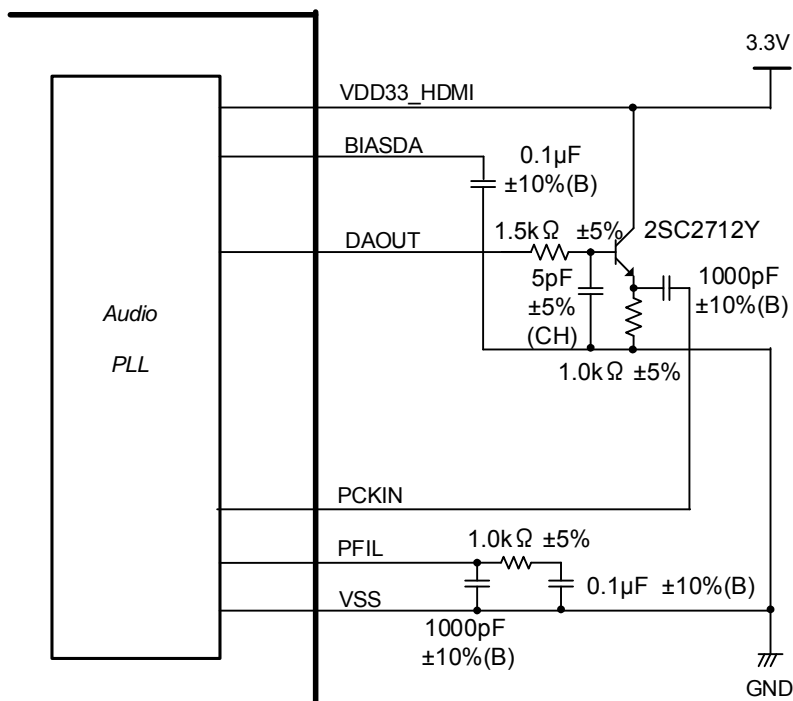 3.3V
VDD33_HDMI
BIASDA
0.1µF
±10%(B)
1.5kΩ ±5%
2SC2712Y
DAOUT
5pF
±5%
(CH)
1000pF
±10%(B)
Audio
PLL
1.0kΩ ±5%
PCKIN
1.0kΩ ±5%
PFIL
0.1µF ±10%(B)
VSS
1000pF
±10%(B)
GND